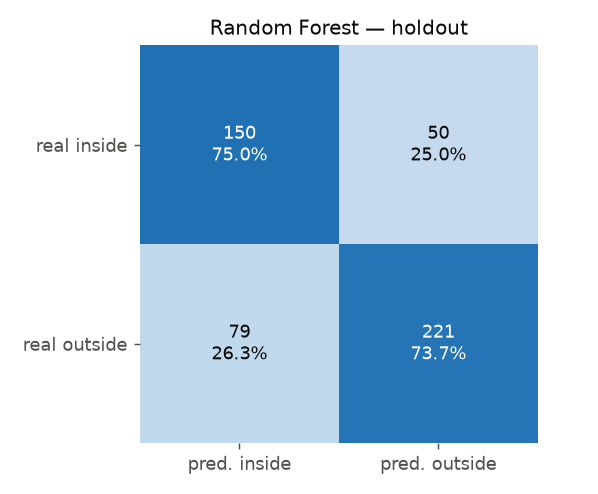 Random Forest — holdout
real inside
150
75.0%
50
25.0%
real outside
79
26.3%
221
73.7%
pred. inside
pred. outside